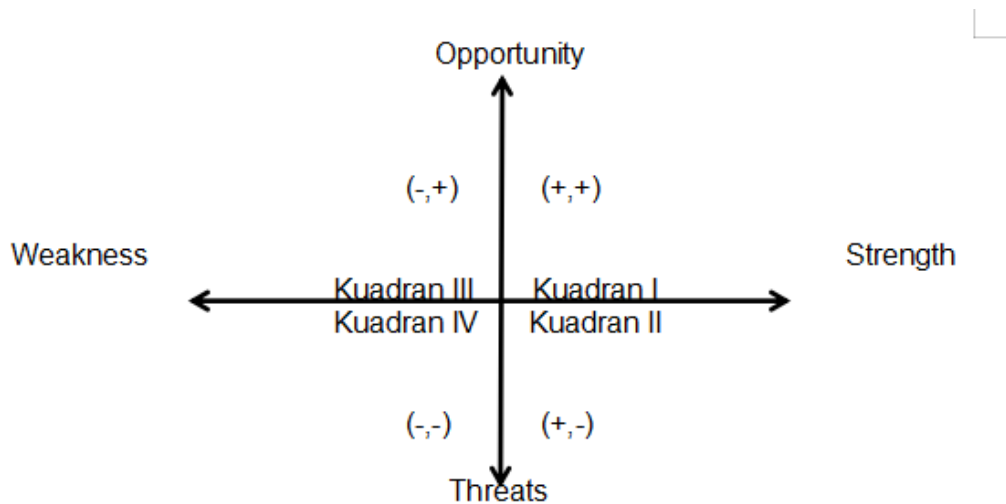 Opportunity
(-,+) (+,+)
Weakness Strength
Kuadran III Kuadran I
Kuadran IV Kuadran II
(-,-) (+,-)
Threats